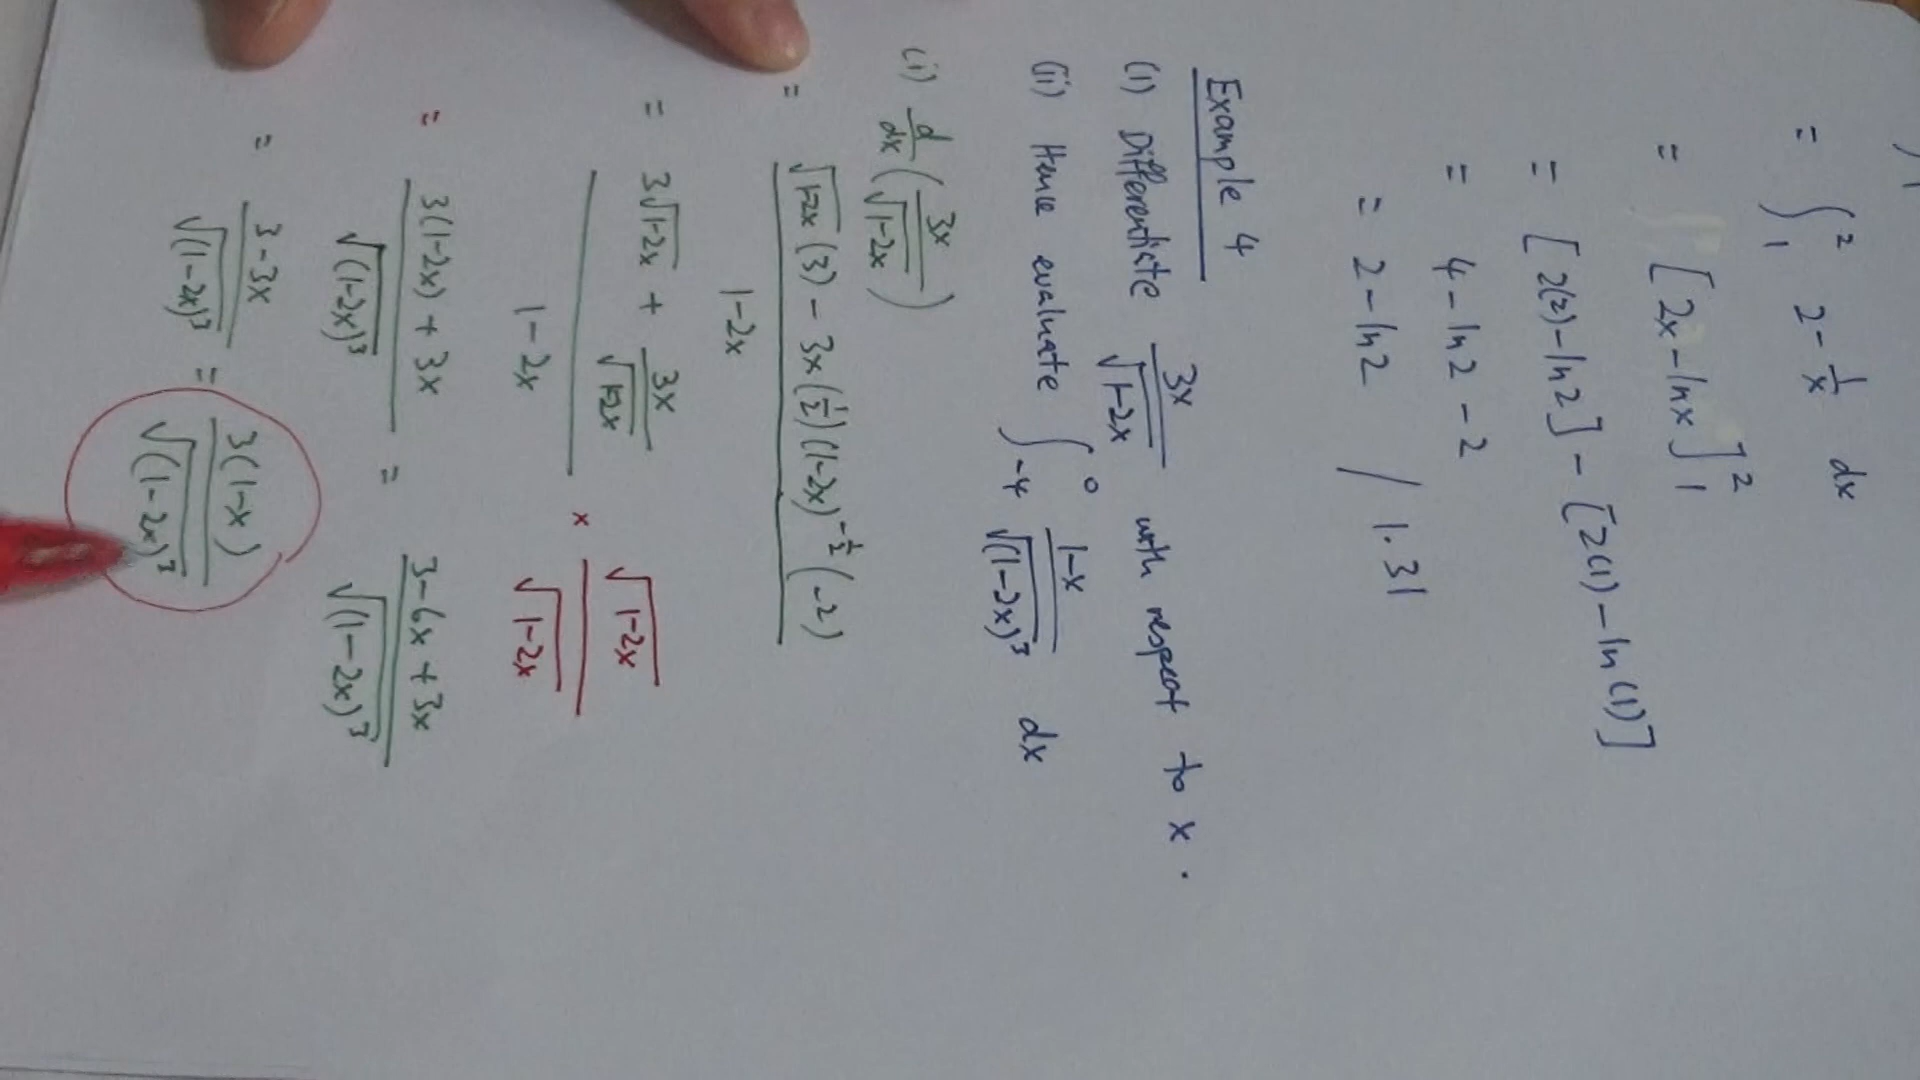 = ∫₁² 2 - 1/x dx
= [2x - ln x]₁²
= [2(2) - ln 2] - [2(1) - ln(1)]
= 4 - ln 2 - 2
= 2 - ln 2 / 1.31
Example 4
(i) Differentiate 3x/√(1-2x) with respect to x.
(ii) Hence evaluate ∫₋₄⁰ (1-x)/√((1-2x)³) dx
(i) d/dx (3x/√(1-2x))
= (√(1-2x) (3) - 3x(½)(1-2x)^(-½)(-2))/(1-2x)
= (3√(1-2x) + 3x/√(1-2x))/(1-2x) × √(1-2x)/√(1-2x)
= (3(1-2x) + 3x)/√((1-2x)³) = (3-6x+3x)/√((1-2x)³)
= (3-3x)/√((1-2x)³) = 3(1-x)/√((1-2x)³)